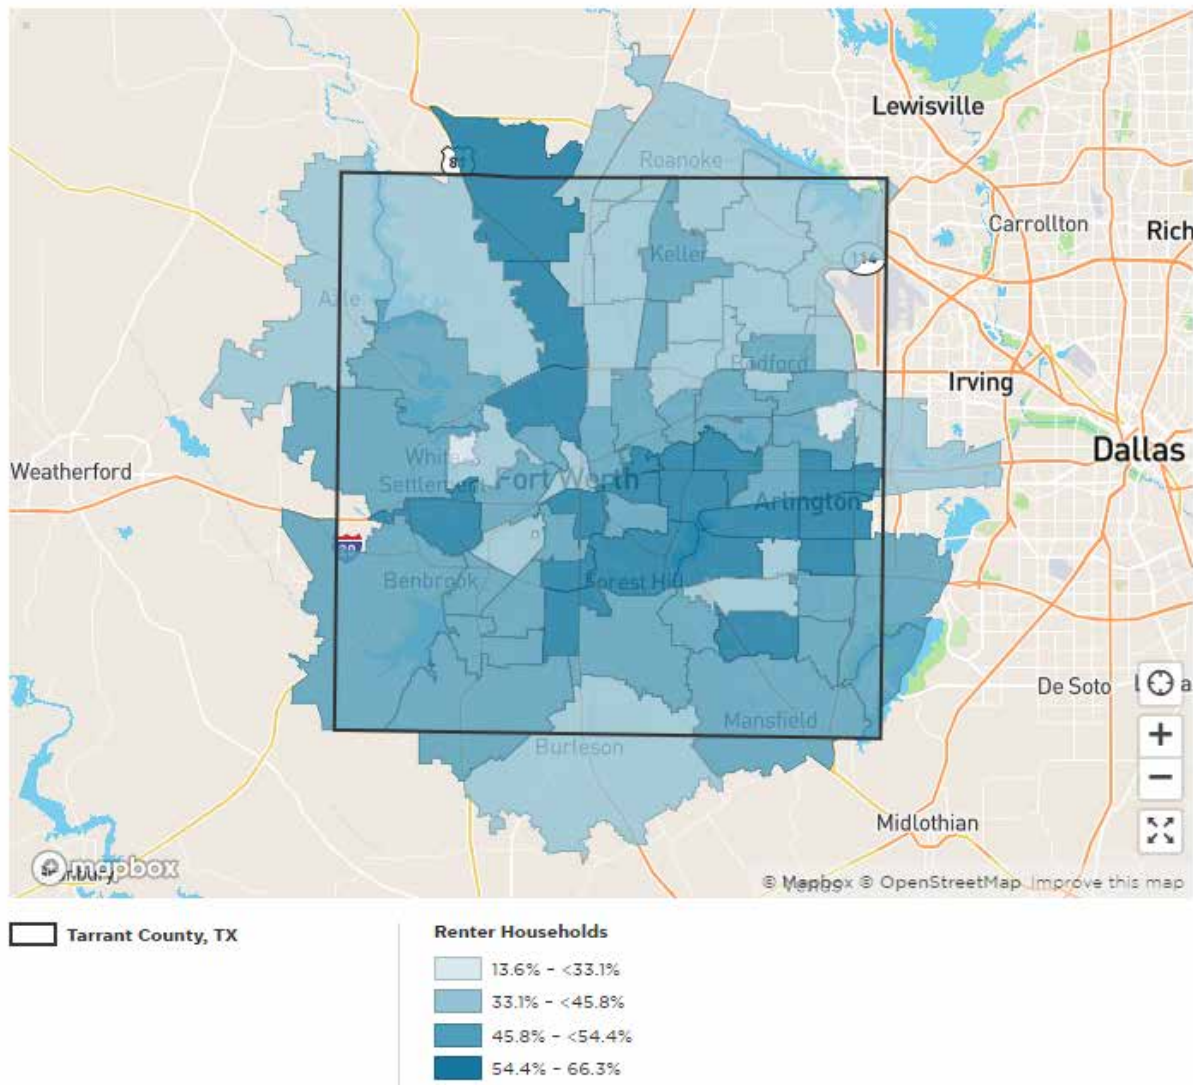 Lewisville
Roanoke
Carrollton
Rich
Keller
114
Azle
Bedford
Irving
Dallas
Weatherford
White
Settlement
Fort Worth
Arlington
Benbrook
Forest Hill
De Soto
Mansfield
Burleson
Midlothian
mapbox
© Mapbox © OpenStreetMap Improve this map
Tarrant County, TX
Renter Households
13.6% - <33.1%
33.1% - <45.8%
45.8% - <54.4%
54.4% - 66.3%